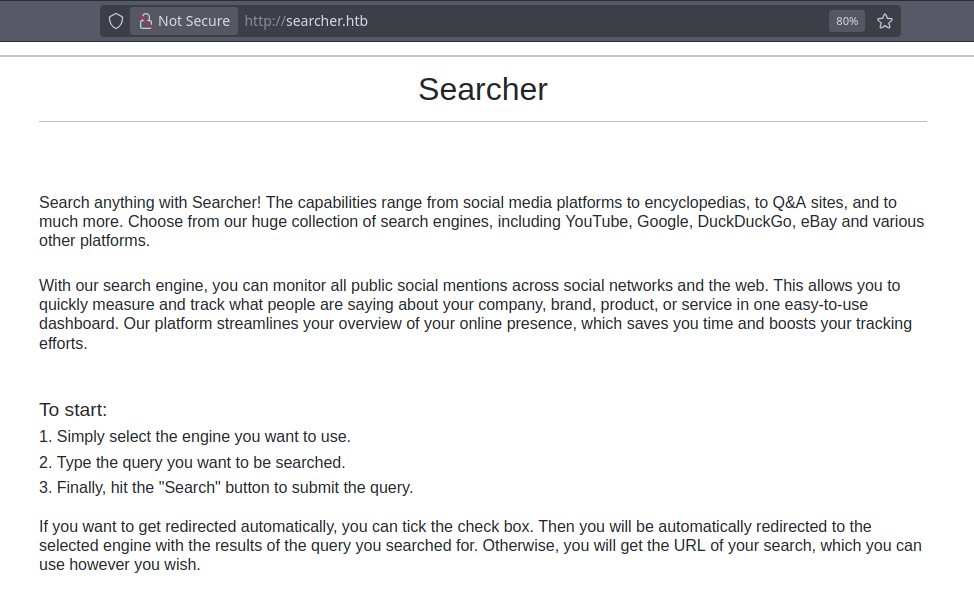 Not Secure http://searcher.htb 80%
Searcher
Search anything with Searcher! The capabilities range from social media platforms to encyclopedias, to Q&A sites, and to
much more. Choose from our huge collection of search engines, including YouTube, Google, DuckDuckGo, eBay and various
other platforms.
With our search engine, you can monitor all public social mentions across social networks and the web. This allows you to
quickly measure and track what people are saying about your company, brand, product, or service in one easy-to-use
dashboard. Our platform streamlines your overview of your online presence, which saves you time and boosts your tracking
efforts.
To start:
1. Simply select the engine you want to use.
2. Type the query you want to be searched.
3. Finally, hit the "Search" button to submit the query.
If you want to get redirected automatically, you can tick the check box. Then you will be automatically redirected to the
selected engine with the results of the query you searched for. Otherwise, you will get the URL of your search, which you can
use however you wish.